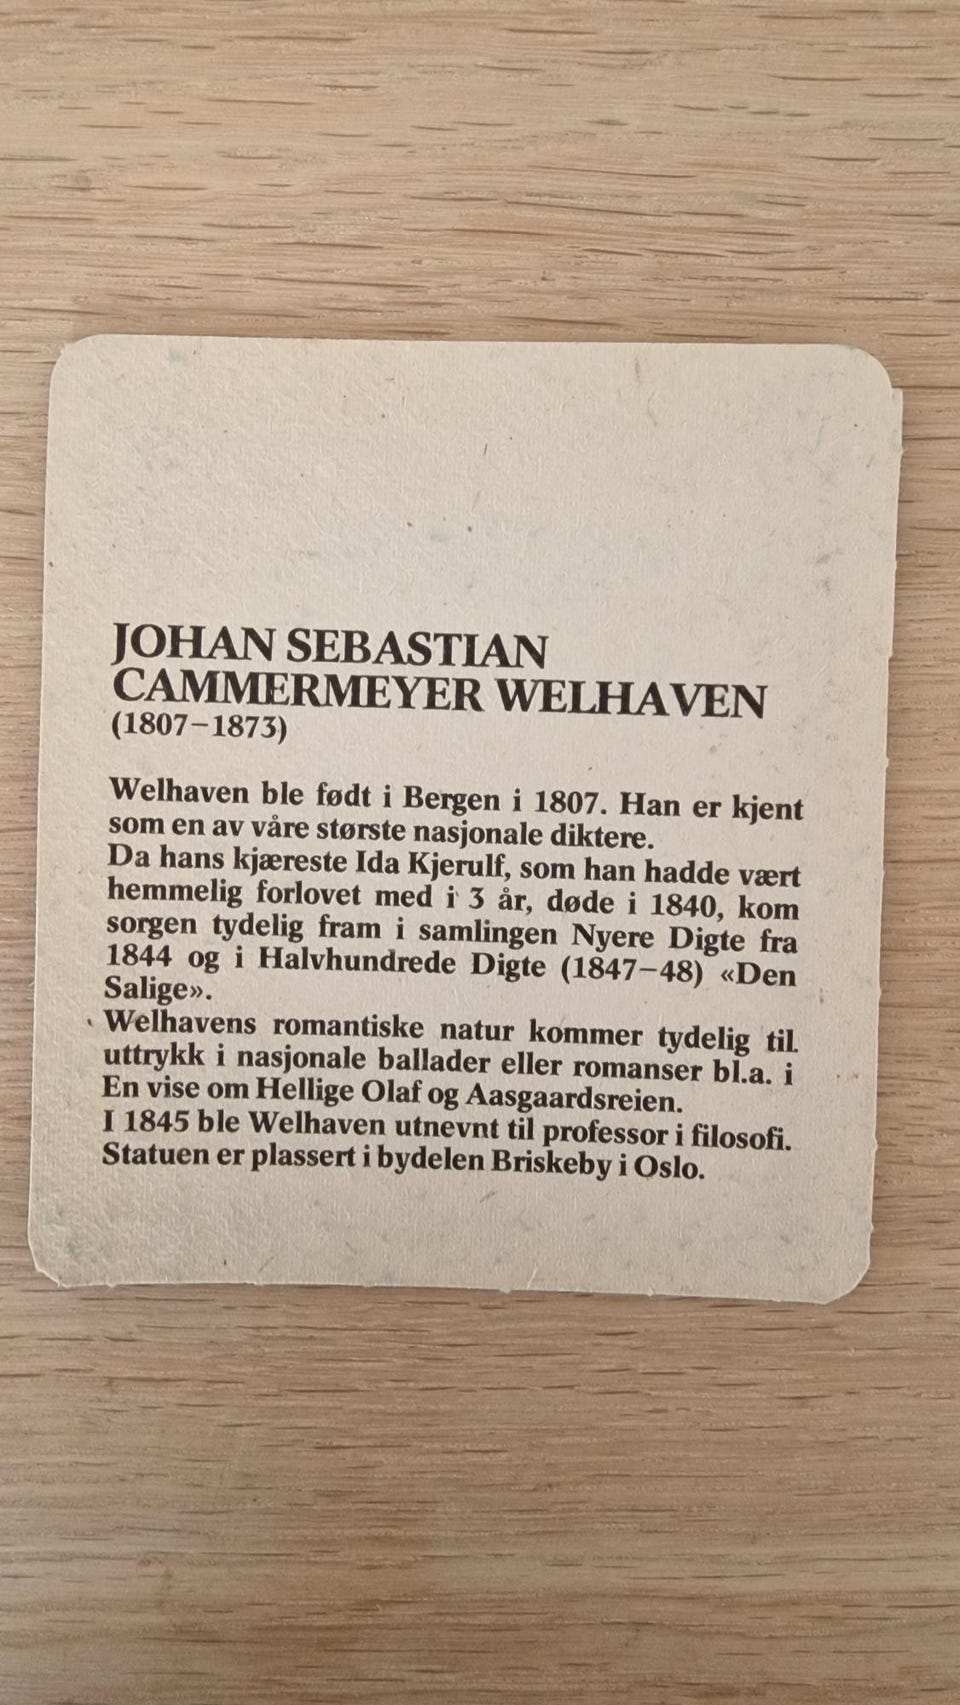 JOHAN SEBASTIAN
CAMMERMEYER WELHAVEN
(1807–1873)
Welhaven ble født i Bergen i 1807. Han er kjent
som en av våre største nasjonale diktere.
Da hans kjæreste Ida Kjerulf, som han hadde vært
hemmelig forlovet med i 3 år, døde i 1840, kom
sorgen tydelig fram i samlingen Nyere Digte fra
1844 og i Halvhundrede Digte (1847–48) «Den
Salige».
Welhavens romantiske natur kommer tydelig til
uttrykk i nasjonale ballader eller romanser bl.a. i
En vise om Hellige Olaf og Aasgaardsreien.
I 1845 ble Welhaven utnevnt til professor i filosofi.
Statuen er plassert i bydelen Briskeby i Oslo.